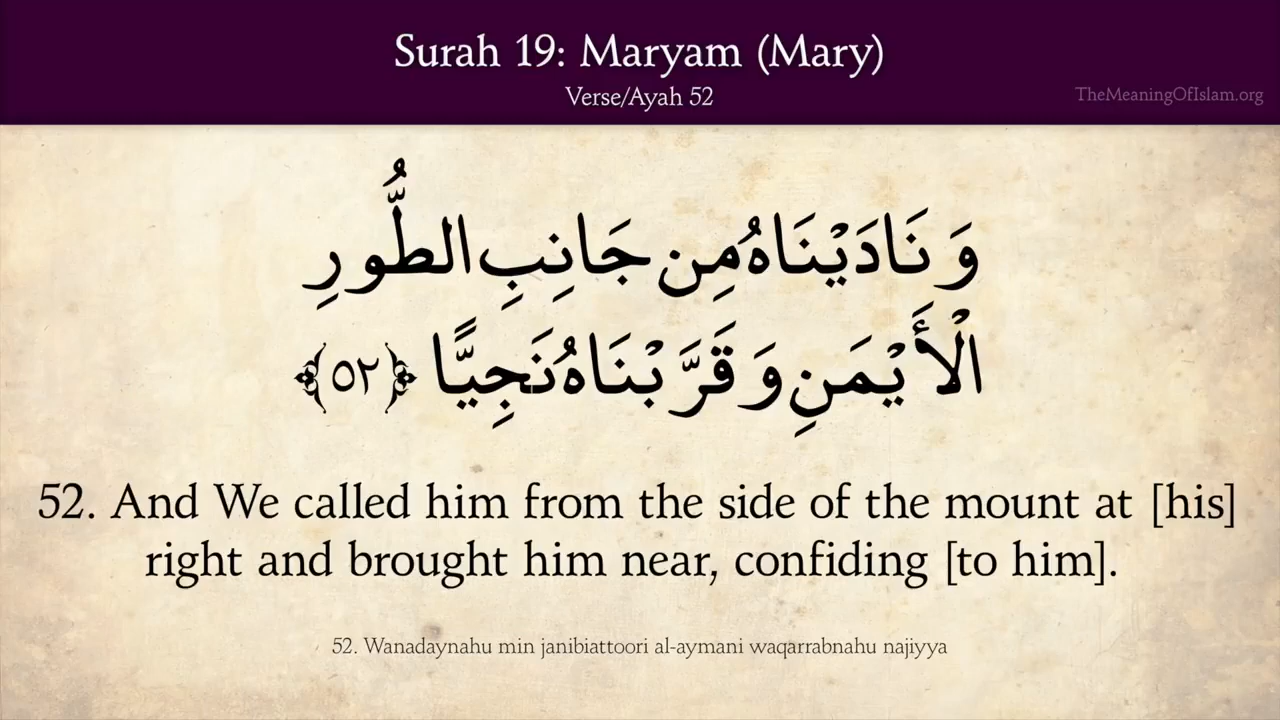 Surah 19: Maryam (Mary)
Verse/Ayah 52
TheMeaningOfIslam.org
وَنَادَيْنَاهُ مِن جَانِبِ الطُّورِ
الْأَيْمَنِ وَقَرَّبْنَاهُ نَجِيًّا ﴿٥٢﴾
52. And We called him from the side of the mount at [his]
right and brought him near, confiding [to him].
52. Wanadaynahu min janibiattoori al-aymani waqarrabnahu najiyya